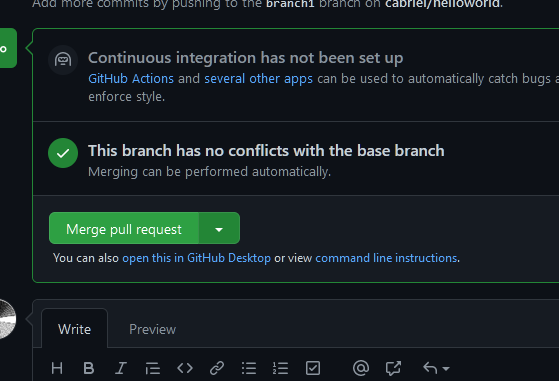 Add more commits by pushing to the branch1 branch on cabriel/helloworld.
Continuous integration has not been set up
GitHub Actions and several other apps can be used to automatically catch bugs a
enforce style.
This branch has no conflicts with the base branch
Merging can be performed automatically.
Merge pull request
You can also open this in GitHub Desktop or view command line instructions.
Write Preview